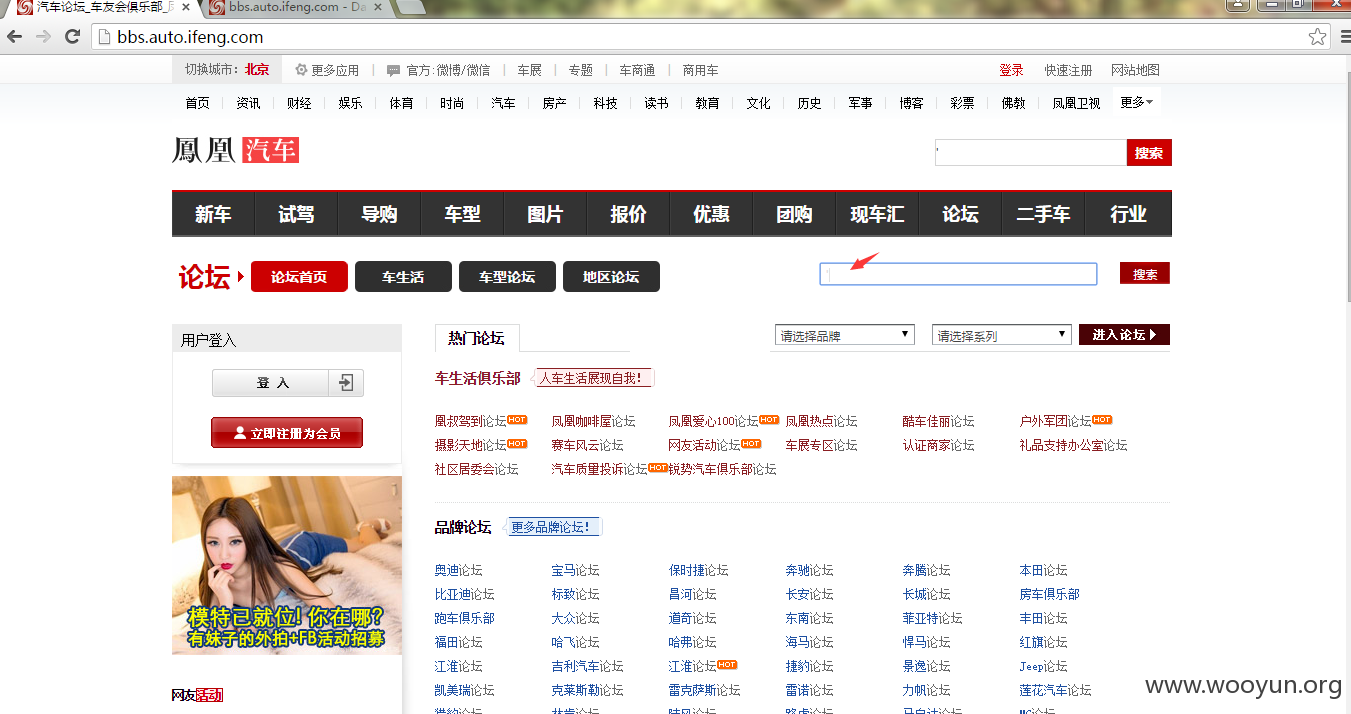 汽车论坛_车友会俱乐部_ bbs.auto.ifeng.com - Da
bbs.auto.ifeng.com
切换城市：北京 更多应用 官方:微博/微信 车展 专题 车商通 商用车 登录 快速注册 网站地图
首页 资讯 财经 娱乐 体育 时尚 汽车 房产 科技 读书 教育 文化 历史 军事 博客 彩票 佛教 凤凰卫视 更多
鳳凰 汽车 ' 搜索
新车 试驾 导购 车型 图片 报价 优惠 团购 现车汇 论坛 二手车 行业
论坛 论坛首页 车生活 车型论坛 地区论坛 ' 搜索
用户登入 热门论坛 请选择品牌 请选择系列 进入论坛
登 入
立即注册为会员
车生活俱乐部 人车生活展现自我！
凰叔驾到论坛HOT 凤凰咖啡屋论坛 凤凰爱心100论坛HOT 凤凰热点论坛 酷车佳丽论坛 户外军团论坛HOT
摄影天地论坛HOT 赛车风云论坛 网友活动论坛HOT 车展专区论坛 认证商家论坛 礼品支持办公室论坛
社区居委会论坛 汽车质量投诉论坛HOT 锐势汽车俱乐部论坛
模特已就位！你在哪？
有妹子的外拍+FB活动招募
网友活动
品牌论坛 更多品牌论坛！
奥迪论坛 宝马论坛 保时捷论坛 奔驰论坛 奔腾论坛 本田论坛
比亚迪论坛 标致论坛 昌河论坛 长安论坛 长城论坛 房车俱乐部
跑车俱乐部 大众论坛 道奇论坛 东南论坛 菲亚特论坛 丰田论坛
福田论坛 哈飞论坛 哈弗论坛 海马论坛 悍马论坛 红旗论坛
江淮论坛 吉利汽车论坛 江淮论坛HOT 捷豹论坛 景逸论坛 Jeep论坛
凯美瑞论坛 克莱斯勒论坛 雷克萨斯论坛 雷诺论坛 力帆论坛 莲花汽车论坛
猎豹论坛 林肯论坛 陆风论坛 路虎论坛 马自达论坛 MG论坛
www.wooyun.org